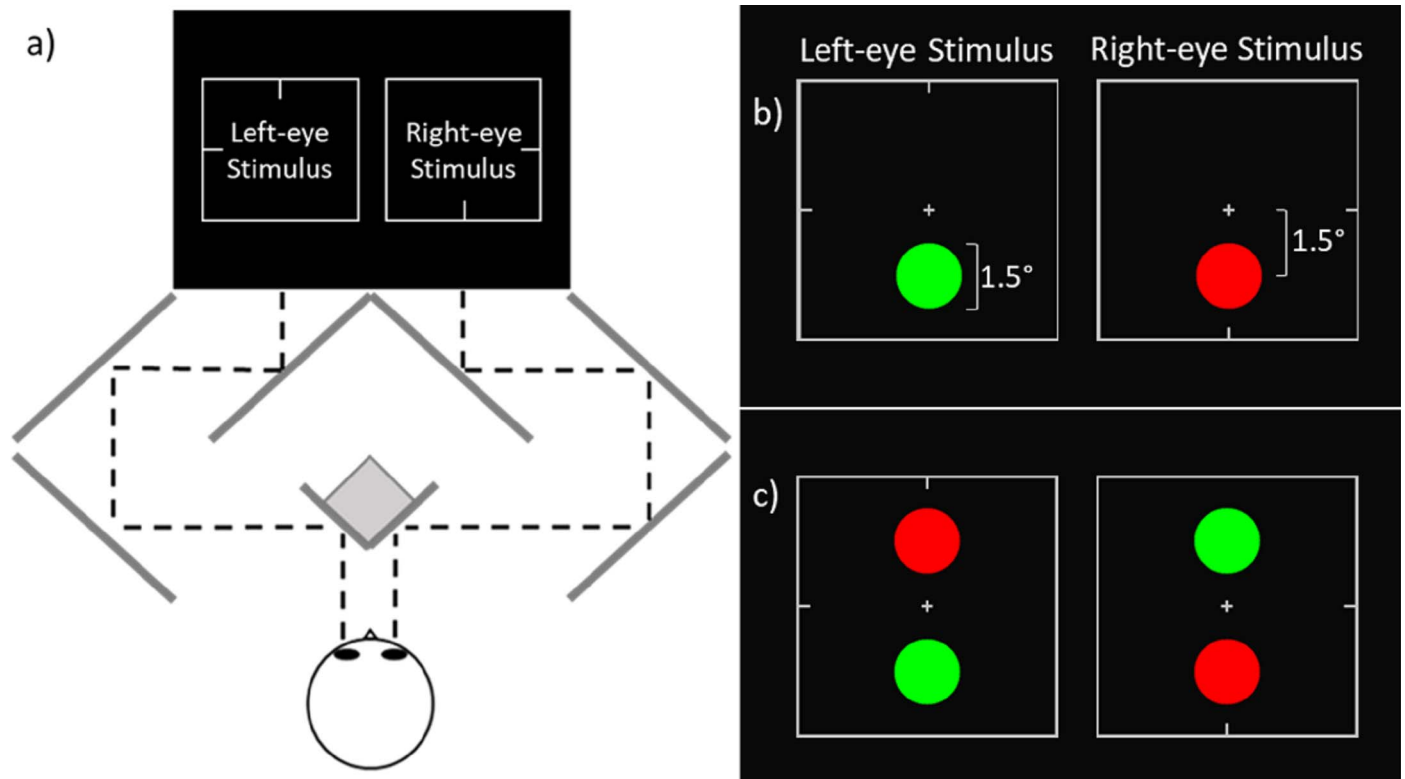 a)
Left-eye
Stimulus
Right-eye
Stimulus
Left-eye Stimulus
Right-eye Stimulus
b)
1.5°
1.5°
c)